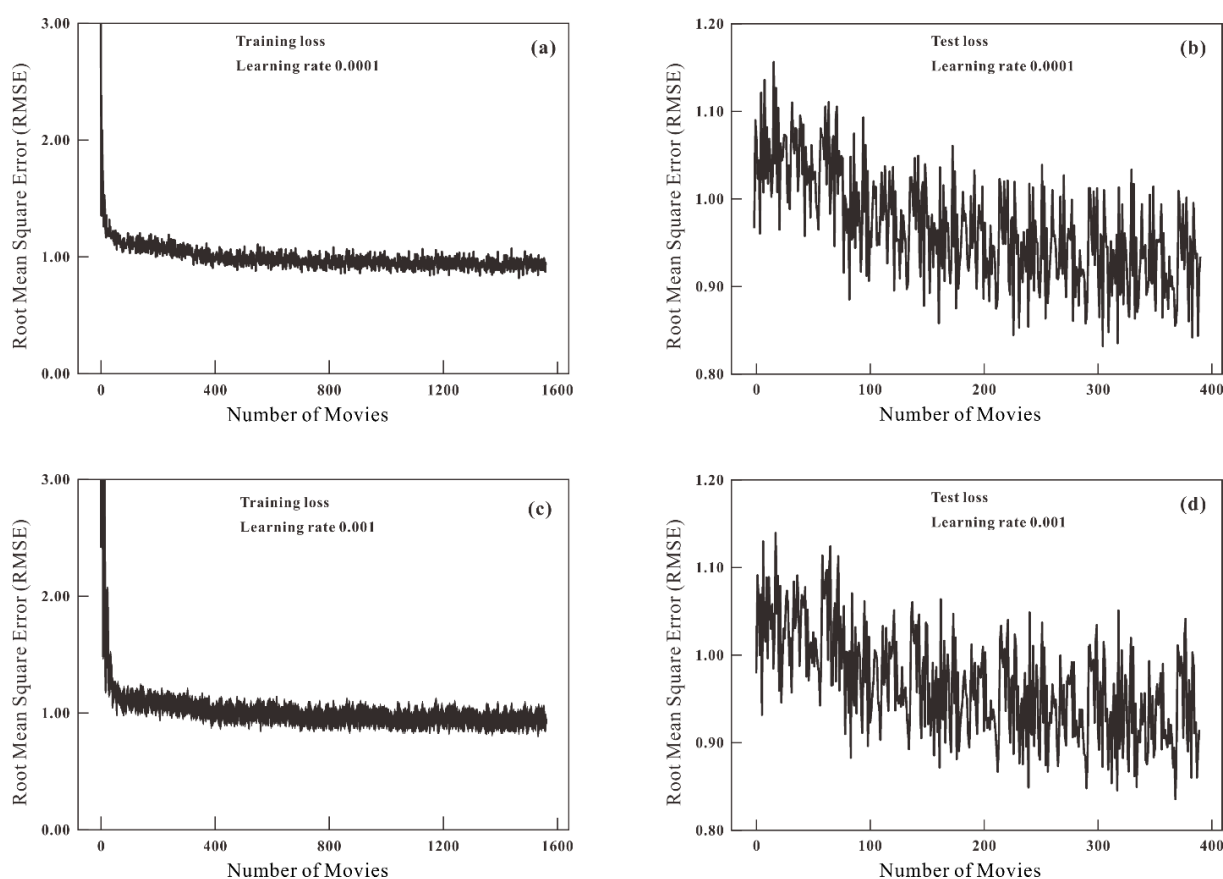 3.00
2.00
1.00
0.00
Root Mean Square Error (RMSE)
Training loss
Learning rate 0.0001
(a)
0 400 800 1200 1600
Number of Movies
1.20
1.10
1.00
0.90
0.80
Root Mean Square Error (RMSE)
Test loss
Learning rate 0.0001
(b)
0 100 200 300 400
Number of Movies
3.00
2.00
1.00
0.00
Root Mean Square Error (RMSE)
Training loss
Learning rate 0.001
(c)
0 400 800 1200 1600
Number of Movies
1.20
1.10
1.00
0.90
0.80
Root Mean Square Error (RMSE)
Test loss
Learning rate 0.001
(d)
0 100 200 300 400
Number of Movies